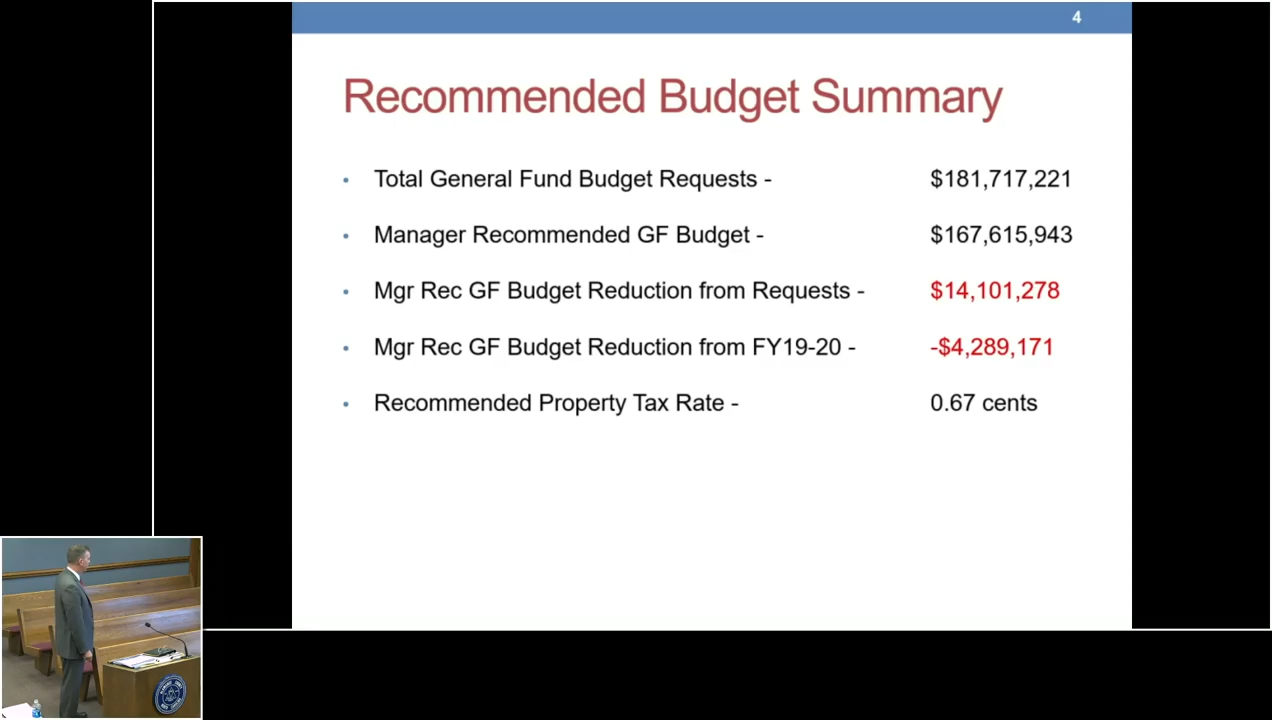 4
Recommended Budget Summary
• Total General Fund Budget Requests - $181,717,221
• Manager Recommended GF Budget - $167,615,943
• Mgr Rec GF Budget Reduction from Requests - $14,101,278
• Mgr Rec GF Budget Reduction from FY19-20 - -$4,289,171
• Recommended Property Tax Rate - 0.67 cents